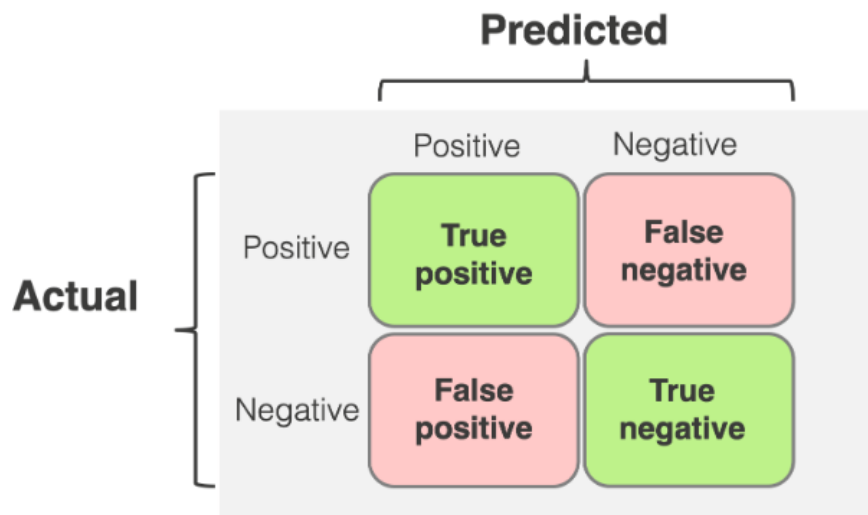 Predicted
Positive
Negative
Actual
Positive
True
positive
False
negative
Negative
False
positive
True
negative